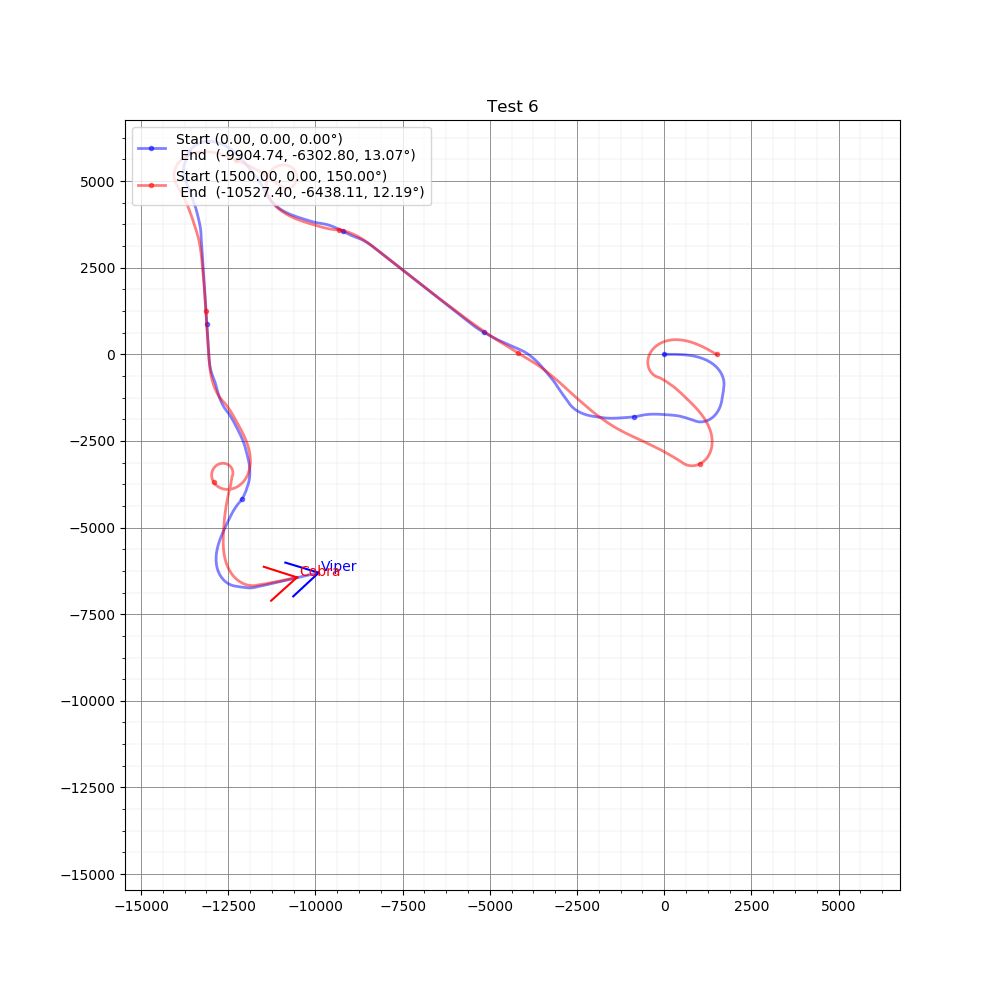 Test 6
Start (0.00, 0.00, 0.00°)
End (-9904.74, -6302.80, 13.07°)
Start (1500.00, 0.00, 150.00°)
End (-10527.40, -6438.11, 12.19°)
5000
2500
0
−2500
−5000
−7500
−10000
−12500
−15000
Viper
Cobra
−15000 −12500 −10000 −7500 −5000 −2500 0 2500 5000